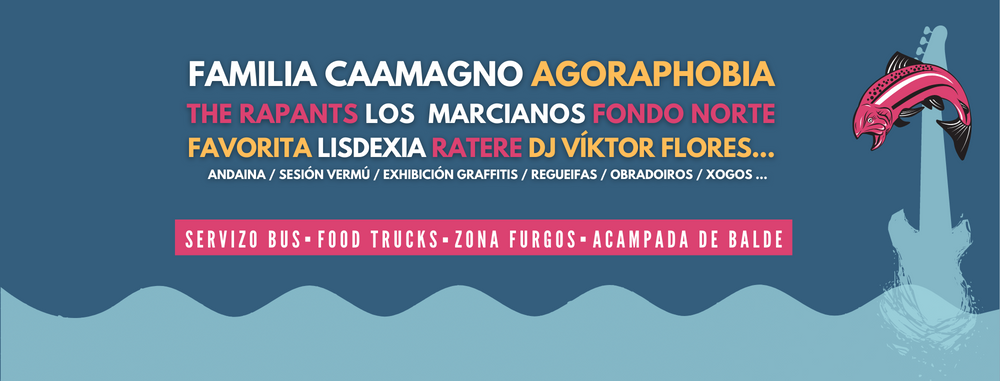 FAMILIA CAAMAGNO AGORAPHOBIA
THE RAPANTS LOS MARCIANOS FONDO NORTE
FAVORITA LISDEXIA RATERE DJ VÍKTOR FLORES...
ANDAINA / SESIÓN VERMÚ / EXHIBICIÓN GRAFFITIS / REGUEIFAS / OBRADOIROS / XOGOS ...
SERVIZO BUS▪FOOD TRUCKS▪ZONA FURGOS▪ACAMPADA DE BALDE